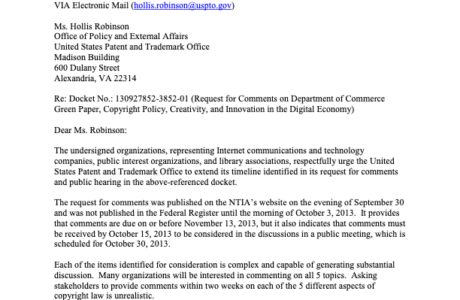 VIA Electronic Mail (hollis.robinson@uspto.gov)
Ms. Hollis Robinson
Office of Policy and External Affairs
United States Patent and Trademark Office
Madison Building
600 Dulany Street
Alexandria, VA 22314
Re: Docket No.: 130927852-3852-01 (Request for Comments on Department of Commerce
Green Paper, Copyright Policy, Creativity, and Innovation in the Digital Economy)
Dear Ms. Robinson:
The undersigned organizations, representing Internet communications and technology
companies, public interest organizations, and library associations, respectfully urge the United
States Patent and Trademark Office to extend its timeline identified in its request for comments
and public hearing in the above-referenced docket.
The request for comments was published on the NTIA's website on the evening of September 30
and was not published in the Federal Register until the morning of October 3, 2013. It provides
that comments are due on or before November 13, 2013, but it also indicates that comments must
be received by October 15, 2013 to be considered in the discussions in a public meeting, which is
scheduled for October 30, 2013.
Each of the items identified for consideration is complex and capable of generating substantial
discussion. Many organizations will be interested in commenting on all 5 topics. Asking
stakeholders to provide comments within two weeks on each of the 5 different aspects of
copyright law is unrealistic.